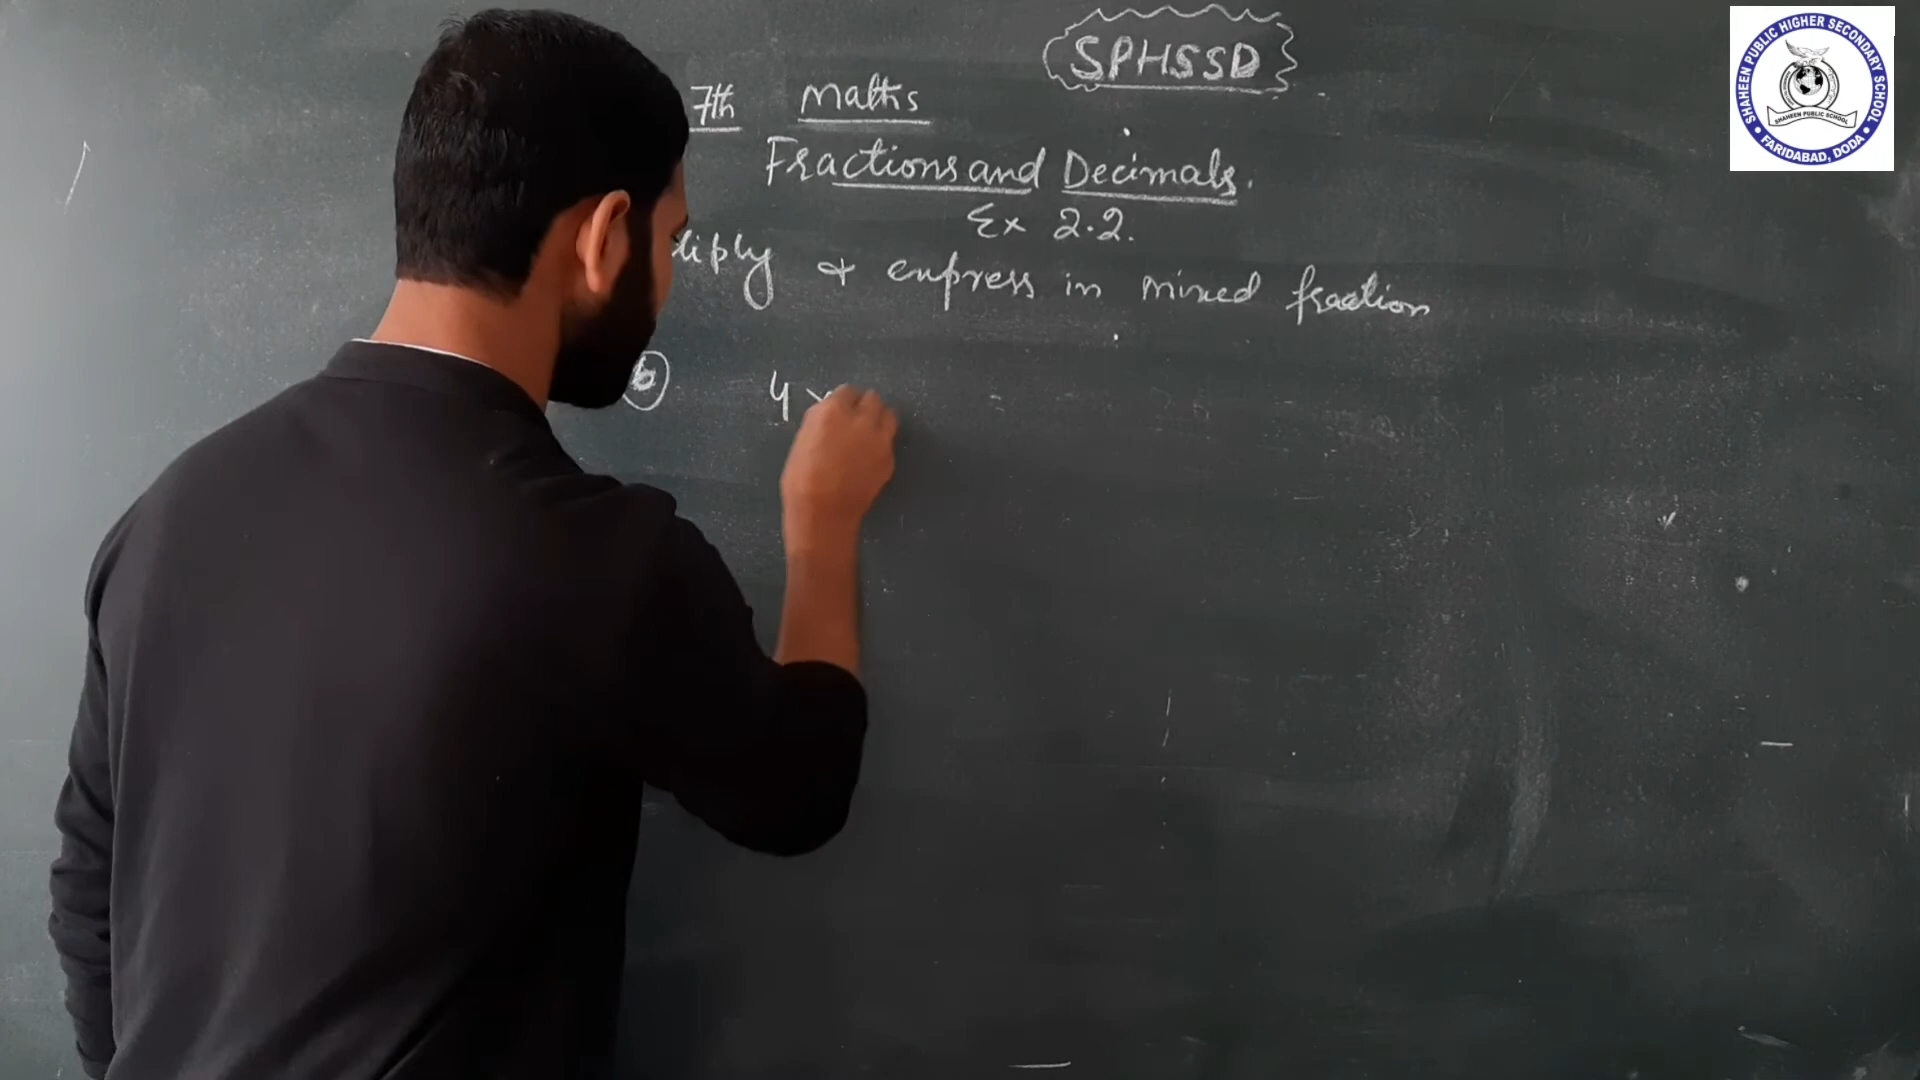 SPHSSD
7th Maths
Fractions and Decimals.
Ex 2.2.
tiply & express in mixed fraction
b 4 ×
SHAHEEN PUBLIC HIGHER SECONDARY SCHOOL
SHAHEEN PUBLIC SCHOOL
• FARIDABAD, DODA •